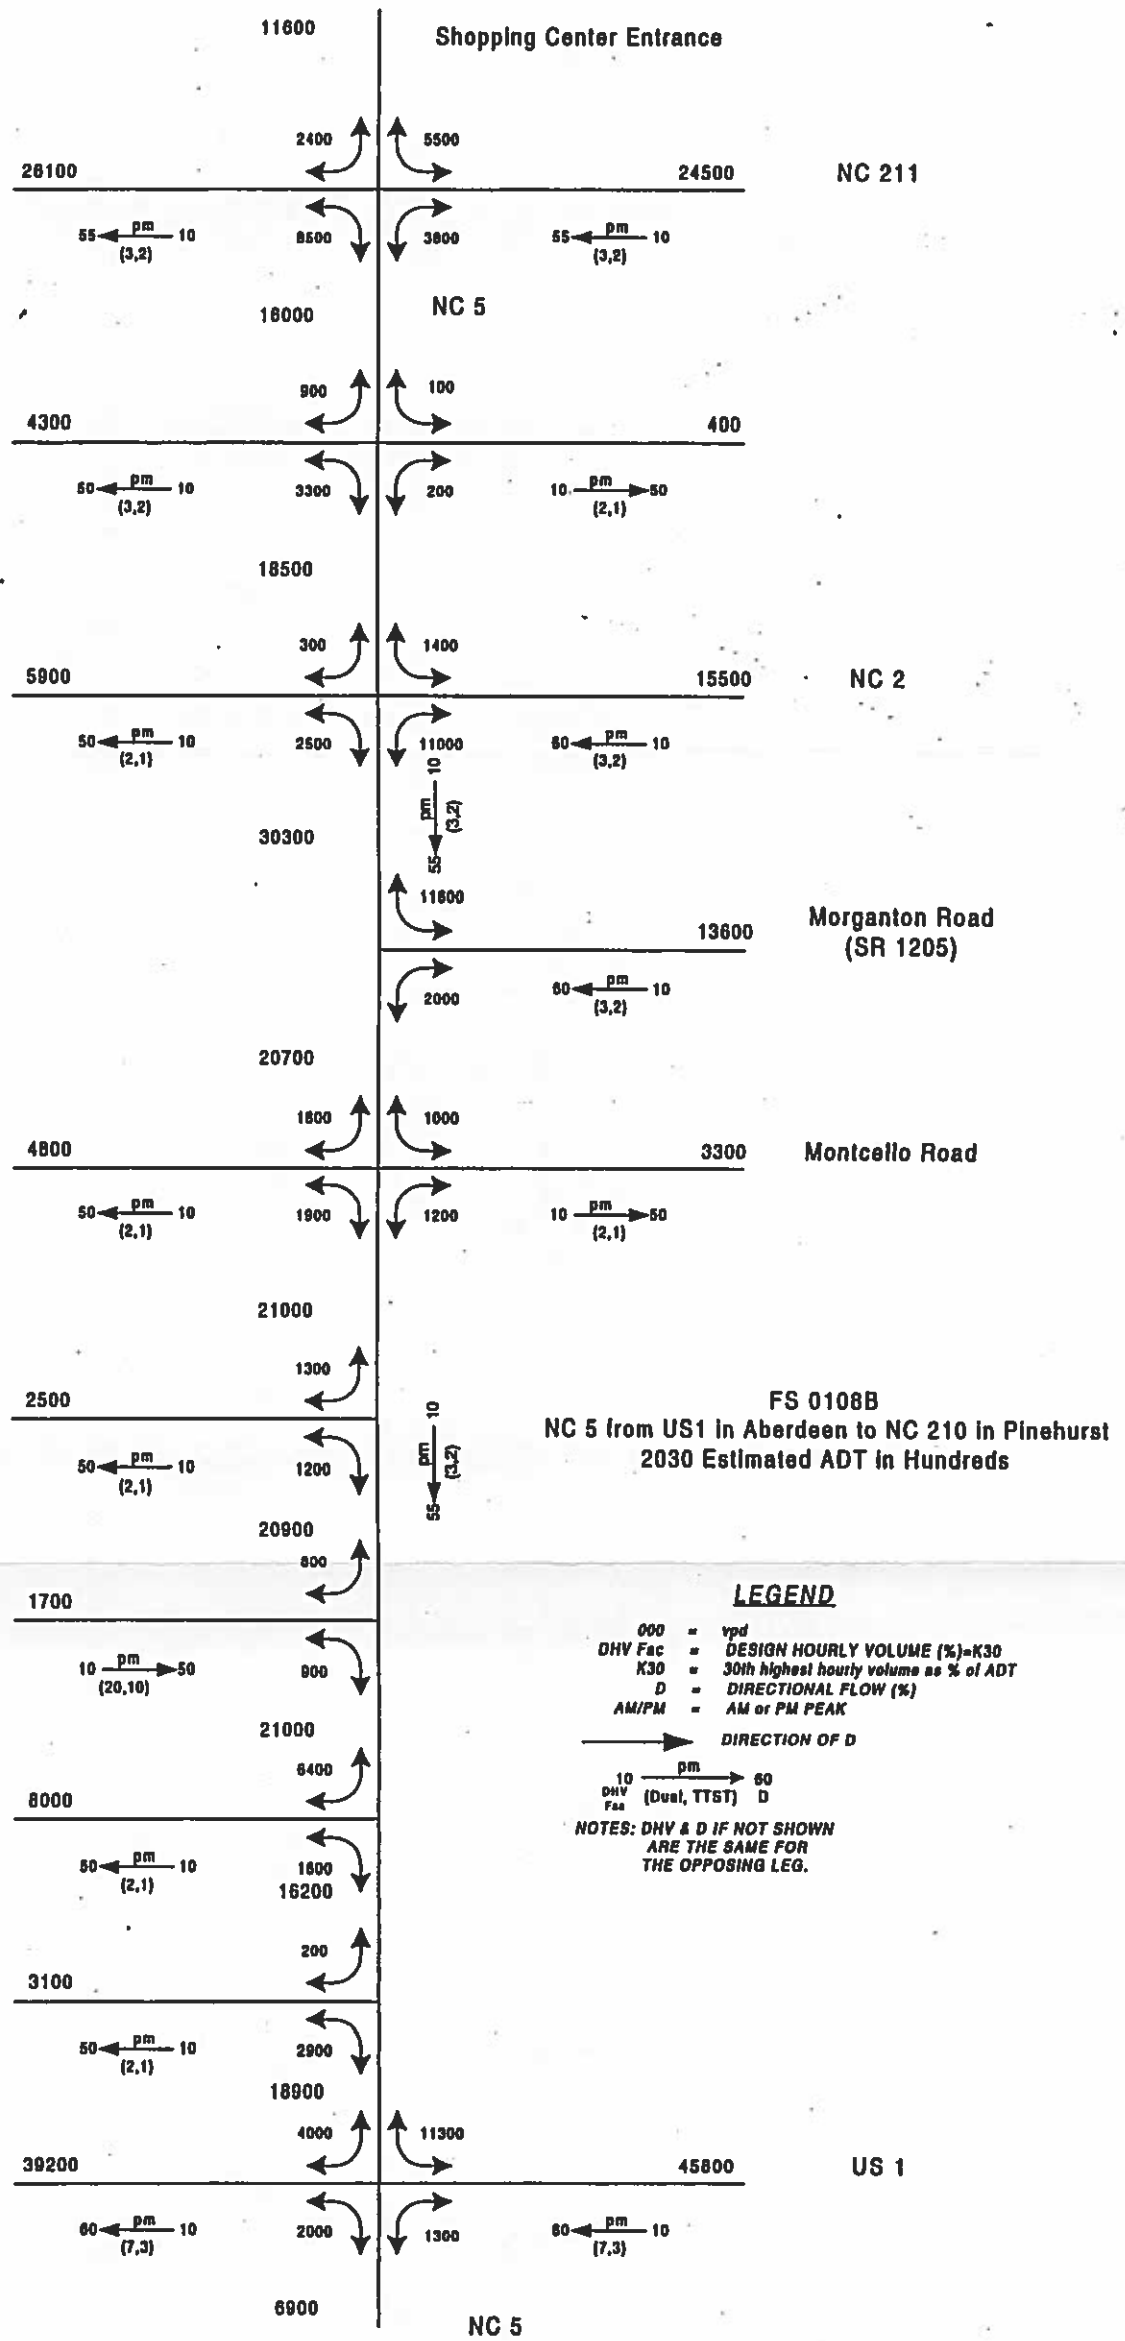 11600
Shopping Center Entrance
2400
5500
26100
24500
NC 211
55 pm 10
(3,2)
8500
3800
55 pm 10
(3,2)
16000
NC 5
900
100
4300
400
60 pm 10
(3,2)
3300
200
10 pm 50
(2,1)
18500
300
1400
5900
15500
NC 2
50 pm 10
(2,1)
2500
11000
60 pm 10
(3,2)
55 pm 10
(3,2)
30300
11600
13600
Morganton Road
(SR 1205)
2000
60 pm 10
(3,2)
20700
1600
1000
4800
3300
Montcello Road
50 pm 10
(2,1)
1900
1200
10 pm 50
(2,1)
21000
1300
2500
50 pm 10
(2,1)
1200
55 pm 10
(3,2)
FS 0108B
NC 5 from US1 in Aberdeen to NC 210 in Pinehurst
2030 Estimated ADT in Hundreds
20900
800
1700
10 pm 50
(20,10)
900
LEGEND
000 = vpd
DHV Fac = DESIGN HOURLY VOLUME (%)=K30
K30 = 30th highest hourly volume as % of ADT
D = DIRECTIONAL FLOW (%)
AM/PM = AM or PM PEAK
DIRECTION OF D
10 pm 60
DHV Fac (Dual, TTST) D
NOTES: DHV & D IF NOT SHOWN
ARE THE SAME FOR
THE OPPOSING LEG.
21000
6400
8000
50 pm 10
(2,1)
1600
16200
200
3100
50 pm 10
(2,1)
2900
18900
4000
11300
39200
45800
US 1
60 pm 10
(7,3)
2000
1300
60 pm 10
(7,3)
6900
NC 5